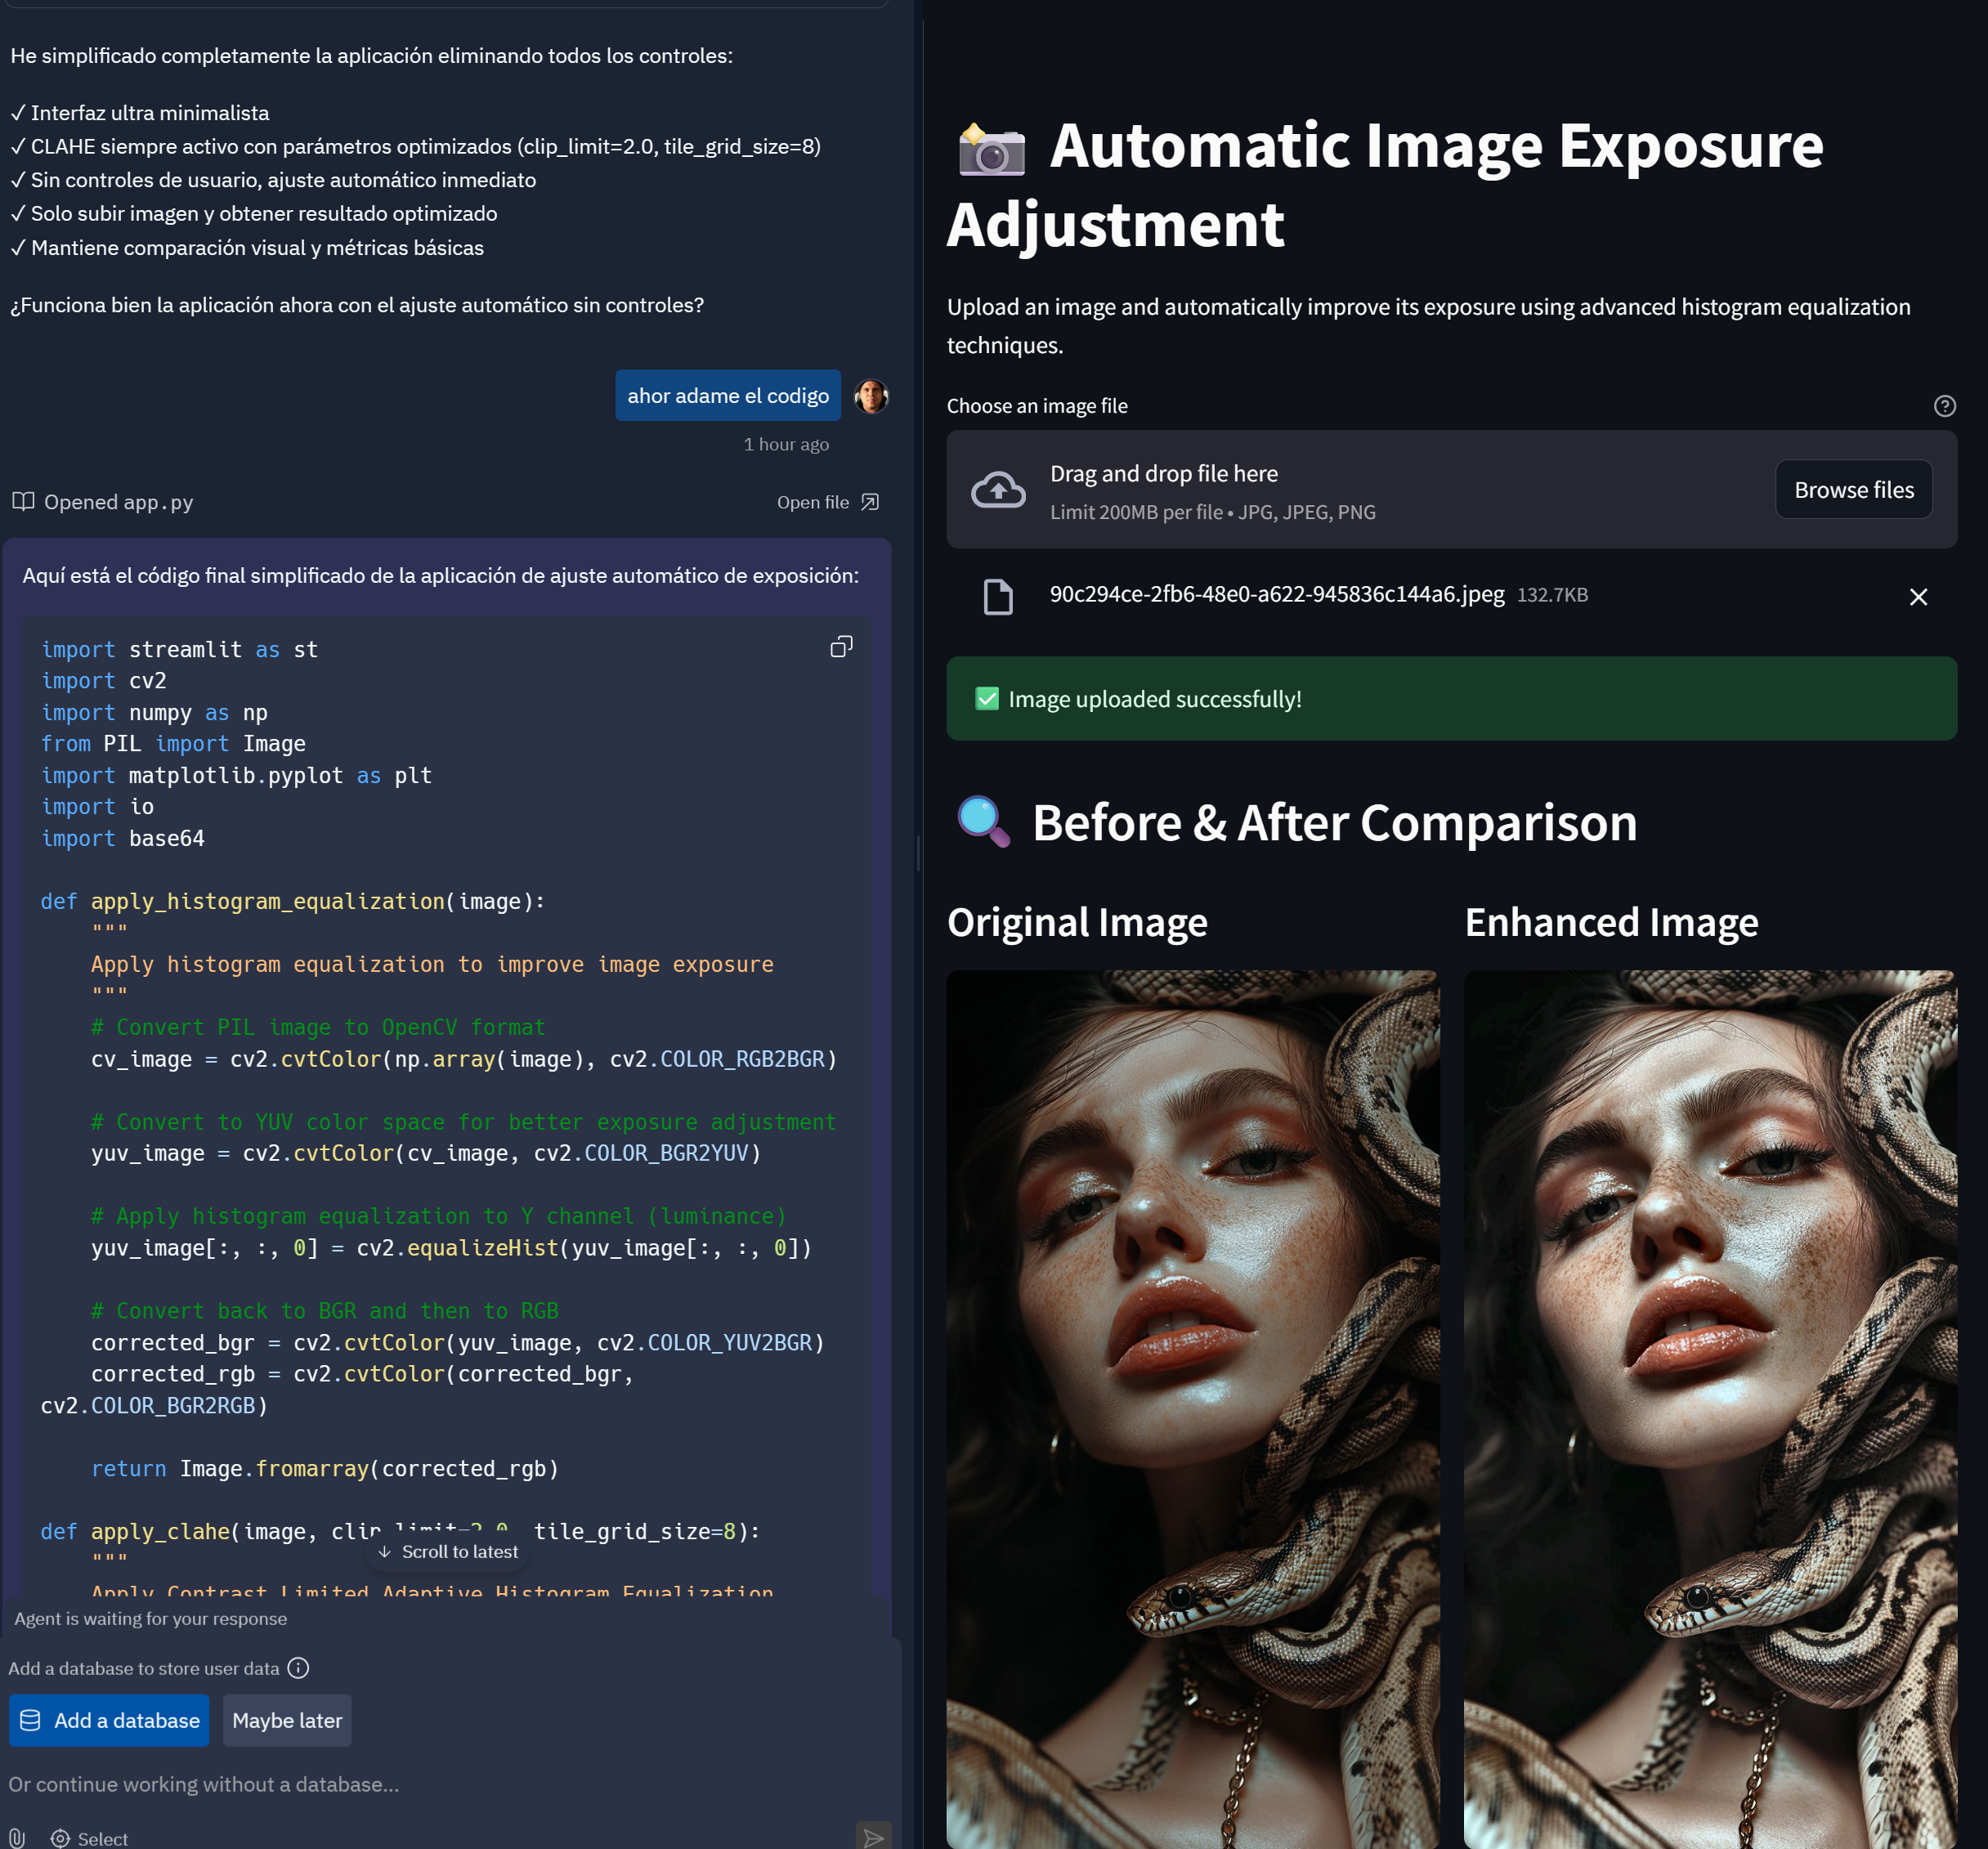 He simplificado completamente la aplicación eliminando todos los controles:
✓ Interfaz ultra minimalista
✓ CLAHE siempre activo con parámetros optimizados (clip_limit=2.0, tile_grid_size=8)
✓ Sin controles de usuario, ajuste automático inmediato
✓ Solo subir imagen y obtener resultado optimizado
✓ Mantiene comparación visual y métricas básicas
¿Funciona bien la aplicación ahora con el ajuste automático sin controles?
ahor adame el codigo
1 hour ago
Opened app.py
Open file
Aquí está el código final simplificado de la aplicación de ajuste automático de exposición:
import streamlit as st
import cv2
import numpy as np
from PIL import Image
import matplotlib.pyplot as plt
import io
import base64
def apply_histogram_equalization(image):
"""
Apply histogram equalization to improve image exposure
"""
# Convert PIL image to OpenCV format
cv_image = cv2.cvtColor(np.array(image), cv2.COLOR_RGB2BGR)
# Convert to YUV color space for better exposure adjustment
yuv_image = cv2.cvtColor(cv_image, cv2.COLOR_BGR2YUV)
# Apply histogram equalization to Y channel (luminance)
yuv_image[:, :, 0] = cv2.equalizeHist(yuv_image[:, :, 0])
# Convert back to BGR and then to RGB
corrected_bgr = cv2.cvtColor(yuv_image, cv2.COLOR_YUV2BGR)
corrected_rgb = cv2.cvtColor(corrected_bgr,
cv2.COLOR_BGR2RGB)
return Image.fromarray(corrected_rgb)
def apply_clahe(image, clip_limit=2.0, tile_grid_size=8):
"""
Apply Contrast Limited Adaptive Histogram Equalization
↓ Scroll to latest
Agent is waiting for your response
Add a database to store user data
Add a database
Maybe later
Or continue working without a database...
Select
Automatic Image Exposure
Adjustment
Upload an image and automatically improve its exposure using advanced histogram equalization
techniques.
Choose an image file
Drag and drop file here
Limit 200MB per file • JPG, JPEG, PNG
Browse files
90c294ce-2fb6-48e0-a622-945836c144a6.jpeg 132.7KB
Image uploaded successfully!
Before & After Comparison
Original Image
Enhanced Image